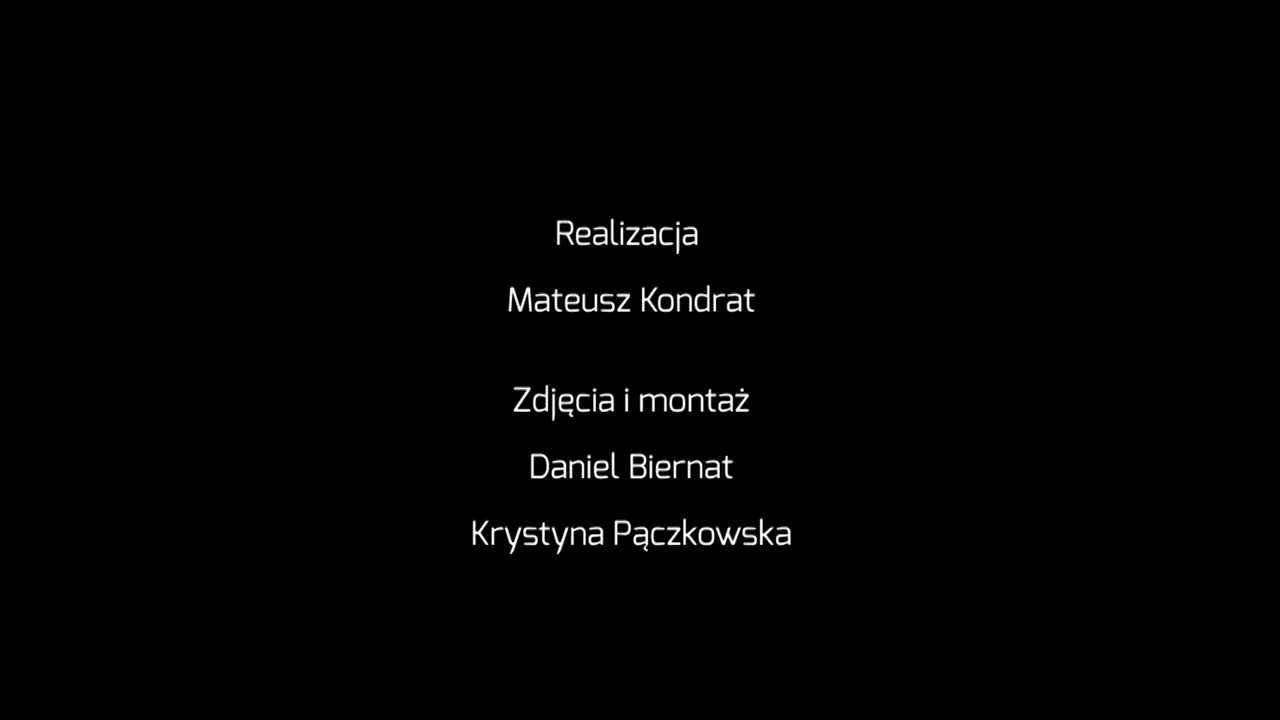 Realizacja
Mateusz Kondrat
Zdjęcia i montaż
Daniel Biernat
Krystyna Pączkowska